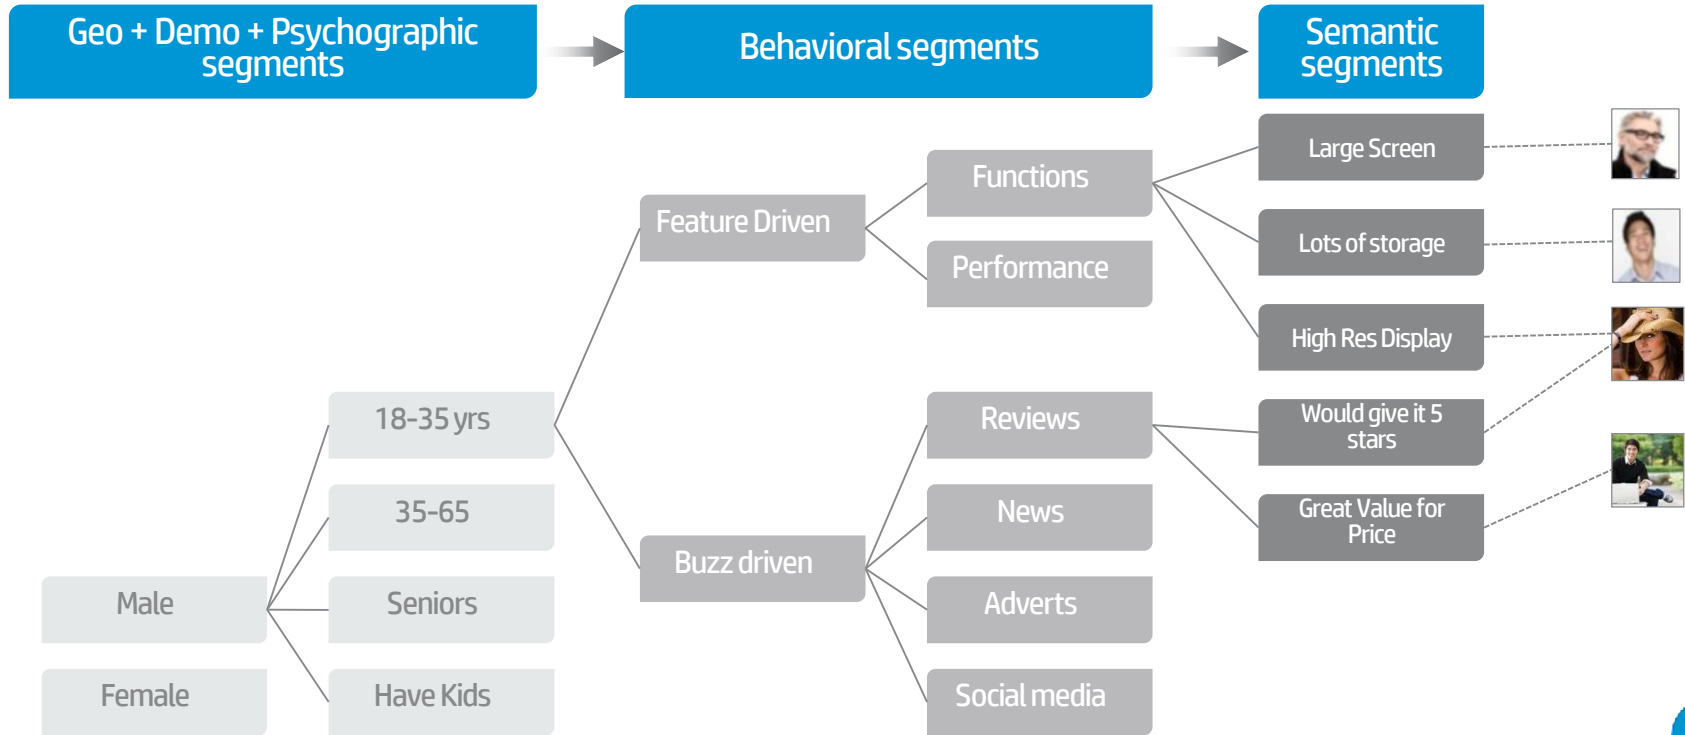 Geo + Demo + Psychographic
segments
Behavioral segments
Semantic
segments
Large Screen
Functions
Feature Driven
Lots of storage
Performance
High Res Display
18-35 yrs
Reviews
Would give it 5
stars
35-65
News
Great Value for
Price
Buzz driven
Male
Seniors
Adverts
Female
Have Kids
Social media